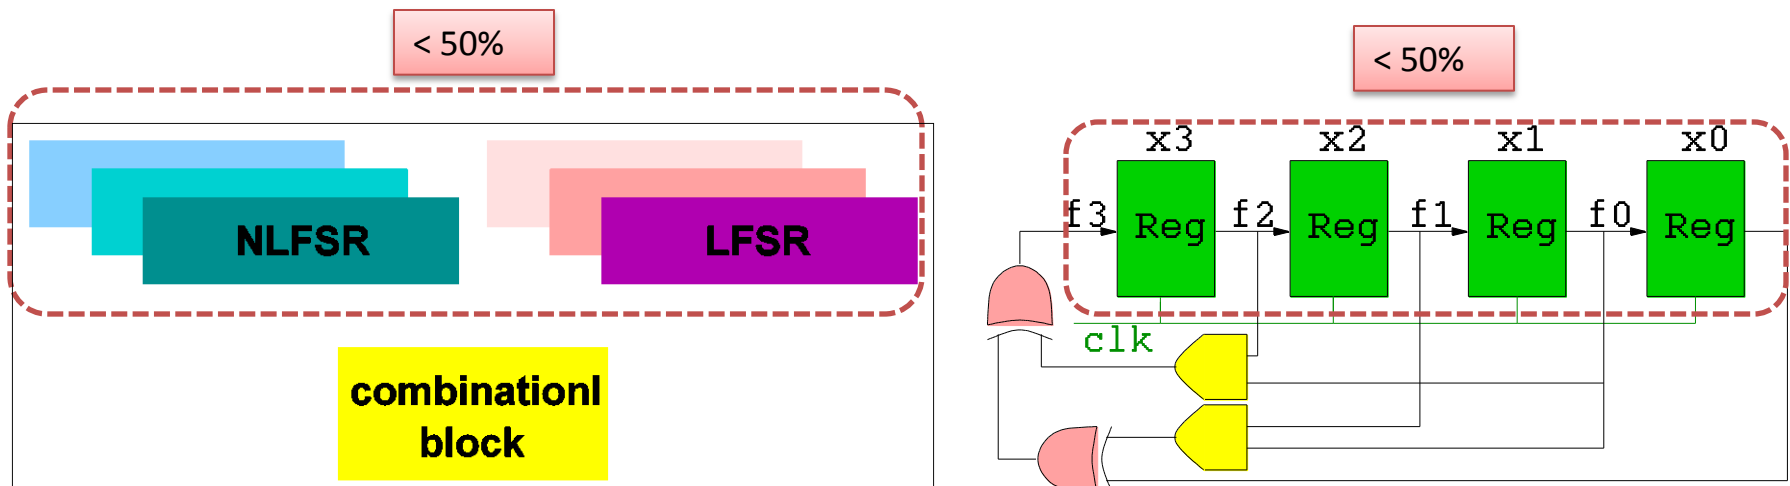 < 50%
NLFSR
LFSR
combinationl
block
< 50%
x3 x2 x1 x0
f3 Reg f2 Reg f1 Reg f0 Reg
clk